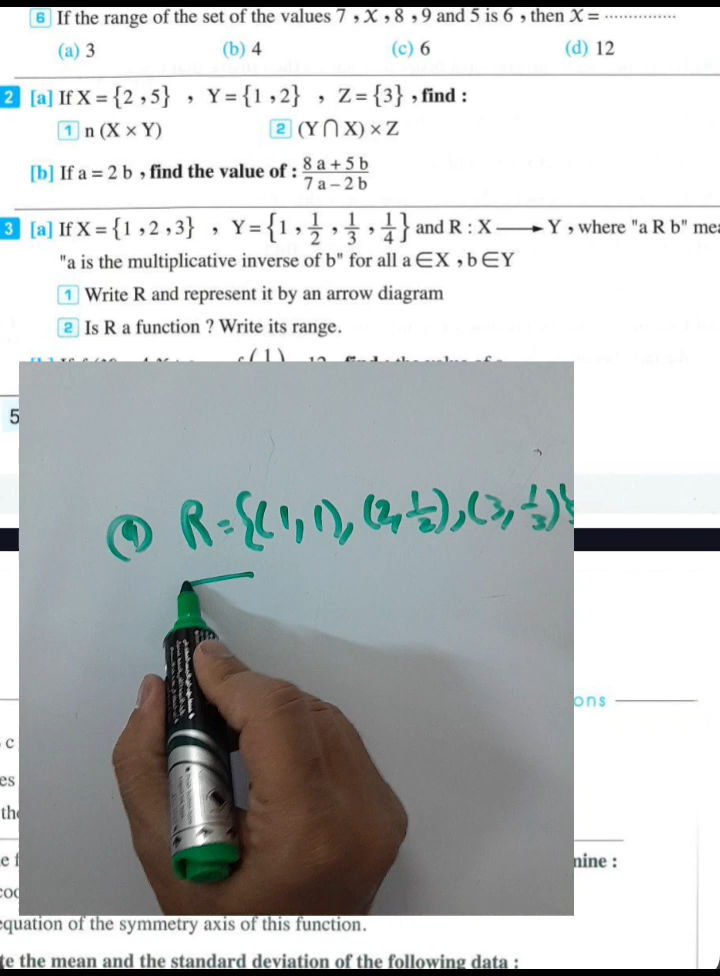 6 If the range of the set of the values 7 , X , 8 , 9 and 5 is 6 , then X = ................
(a) 3 (b) 4 (c) 6 (d) 12
2 [a] If X = {2 , 5} , Y = {1 , 2} , Z = {3} , find :
1 n (X × Y) 2 (Y ∩ X) × Z
[b] If a = 2 b , find the value of : \frac{8 a + 5 b}{7 a – 2 b}
3 [a] If X = {1 , 2 , 3} , Y = {1 , 1/2 , 1/3 , 1/4} and R : X ⟶ Y , where "a R b" mea
"a is the multiplicative inverse of b" for all a ∈ X , b ∈ Y
1 Write R and represent it by an arrow diagram
2 Is R a function ? Write its range.
5
① R = {(1, 1), (2, 1/2), (3, 1/3)}
ons
c
es
the
mine :
equation of the symmetry axis of this function.
te the mean and the standard deviation of the following data :